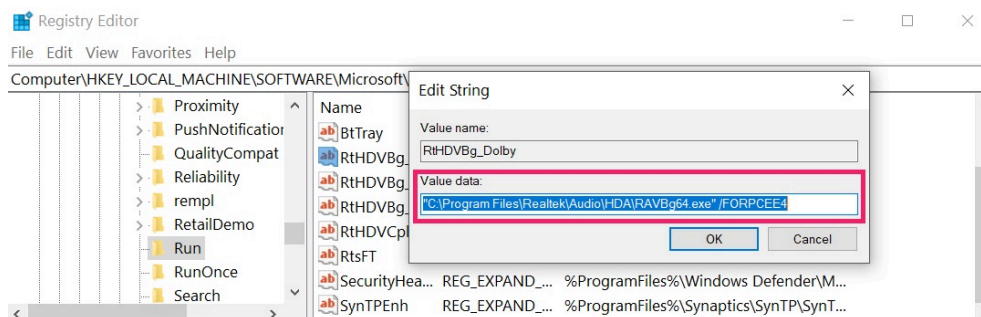 Registry Editor
File Edit View Favorites Help
Computer\HKEY_LOCAL_MACHINE\SOFTWARE\Microsoft\
Proximity
PushNotification
QualityCompat
Reliability
rempl
RetailDemo
Run
RunOnce
Search
Name
BtTray
RtHDVBg_
RtHDVBg_
RtHDVBg_
RtHDVCpl
RtsFT
SecurityHea... REG_EXPAND_... %ProgramFiles%\Windows Defender\M...
SynTPEnh REG_EXPAND_... %ProgramFiles%\Synaptics\SynTP\SynT...
Edit String
Value name:
RtHDVBg_Dolby
Value data:
"C:\Program Files\Realtek\Audio\HDA\RAVBg64.exe" /FORPCEE4
OK Cancel